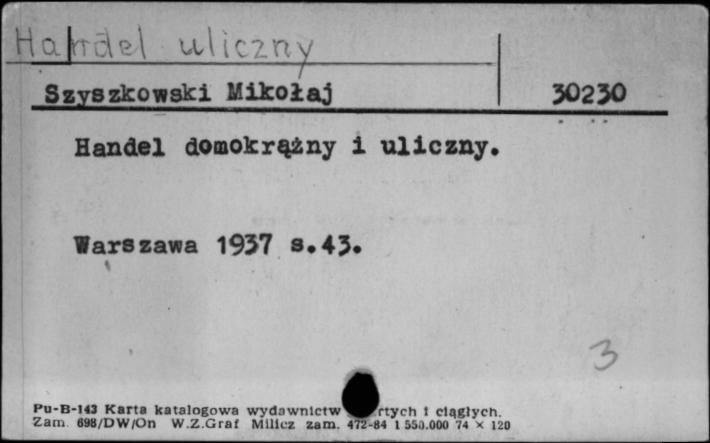 Handel uliczny
Szyszkowski Mikołaj 30230
Handel domokrążny i uliczny.
Warszawa 1937 s.43.
3
Pu-B-143 Karta katalogowa wydawnictw rtych i ciągłych.
Zam. 698/DW/On W.Z.Graf Milicz zam. 472-84 1 550.000 74 × 120